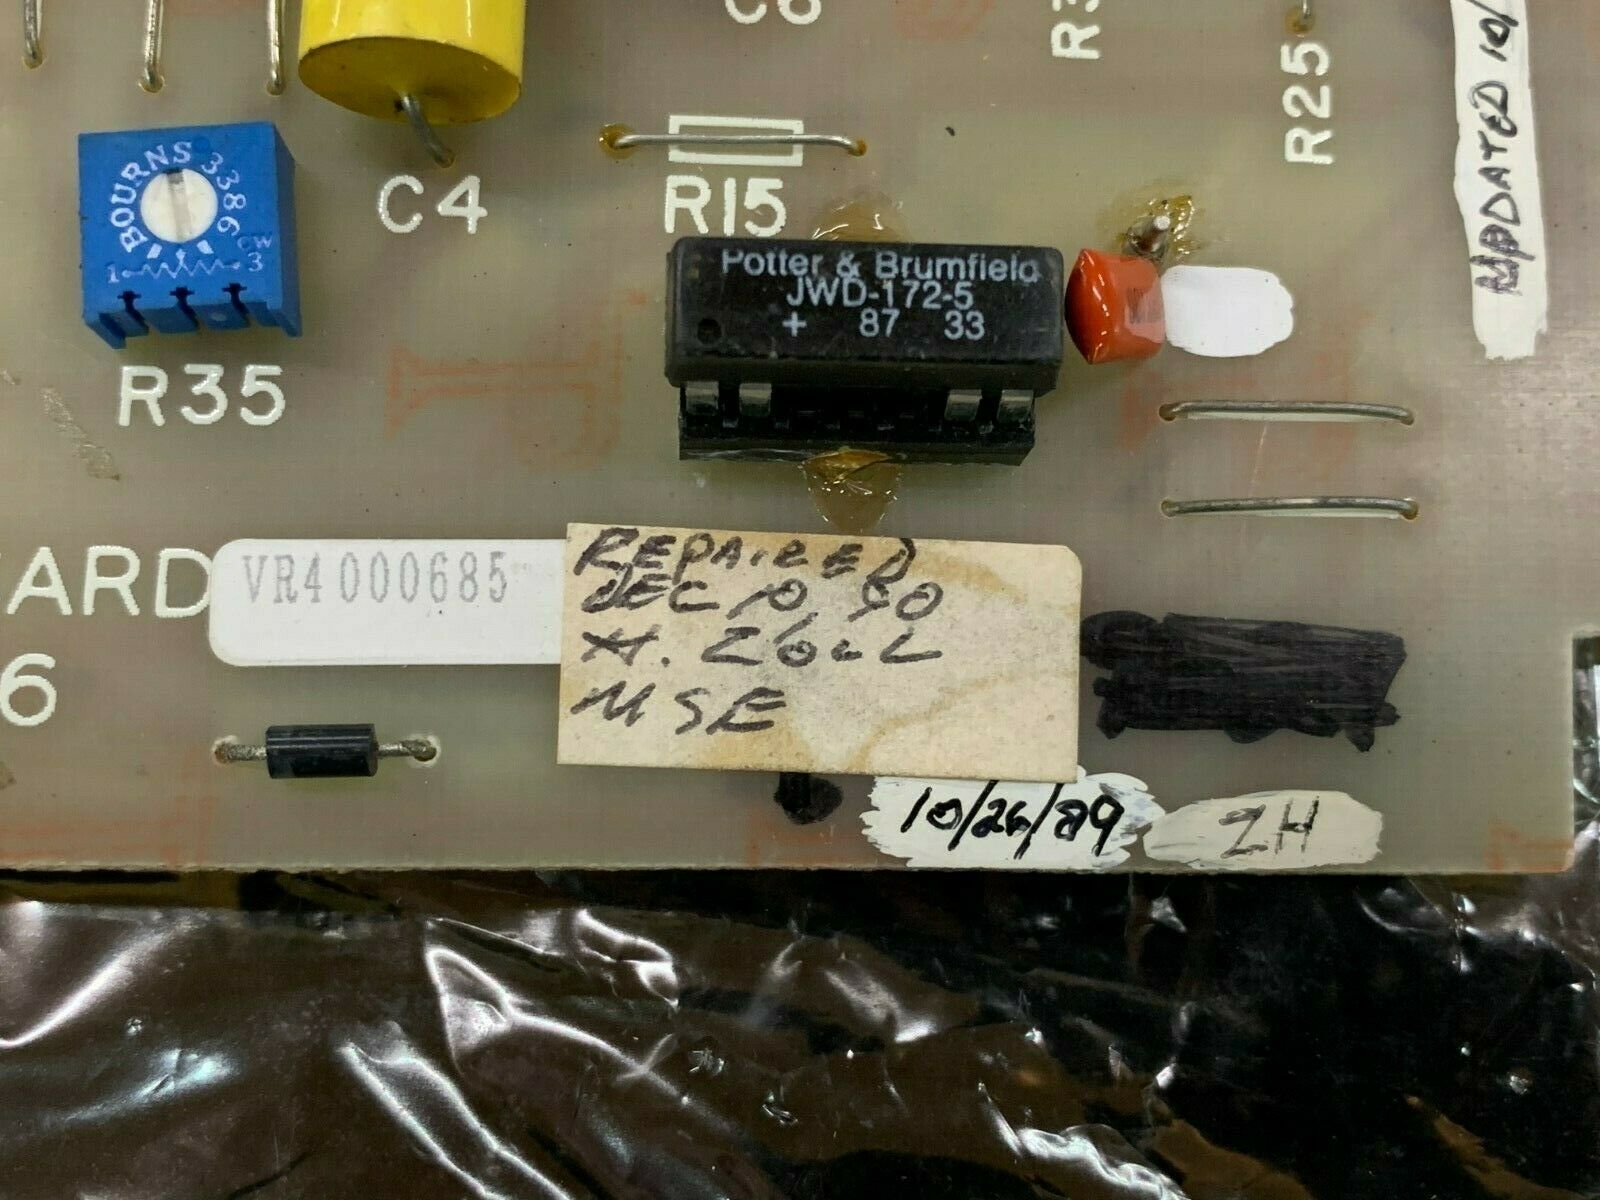 C6
R3
R25
UPDATED 10/
BOURNS 3386
CW
1 3
C4
R15
Potter & Brumfield
JWD-172-5
+ 87 33
R35
ARD
6
VR4000685
REPAIRED
DEC 10, 90
H.
MSE
10/26/89
ZH